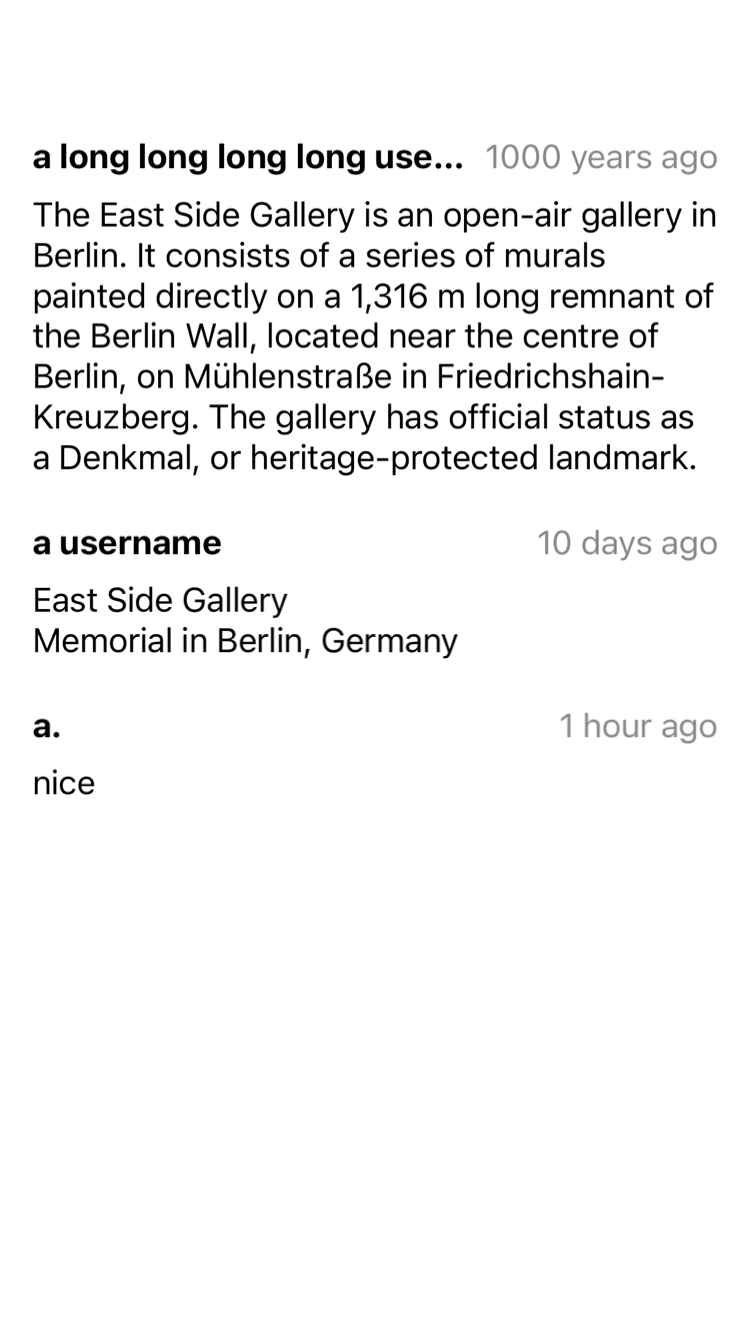 a long long long long use... 1000 years ago
The East Side Gallery is an open-air gallery in
Berlin. It consists of a series of murals
painted directly on a 1,316 m long remnant of
the Berlin Wall, located near the centre of
Berlin, on Mühlenstraße in Friedrichshain-
Kreuzberg. The gallery has official status as
a Denkmal, or heritage-protected landmark.
a username 10 days ago
East Side Gallery
Memorial in Berlin, Germany
a. 1 hour ago
nice